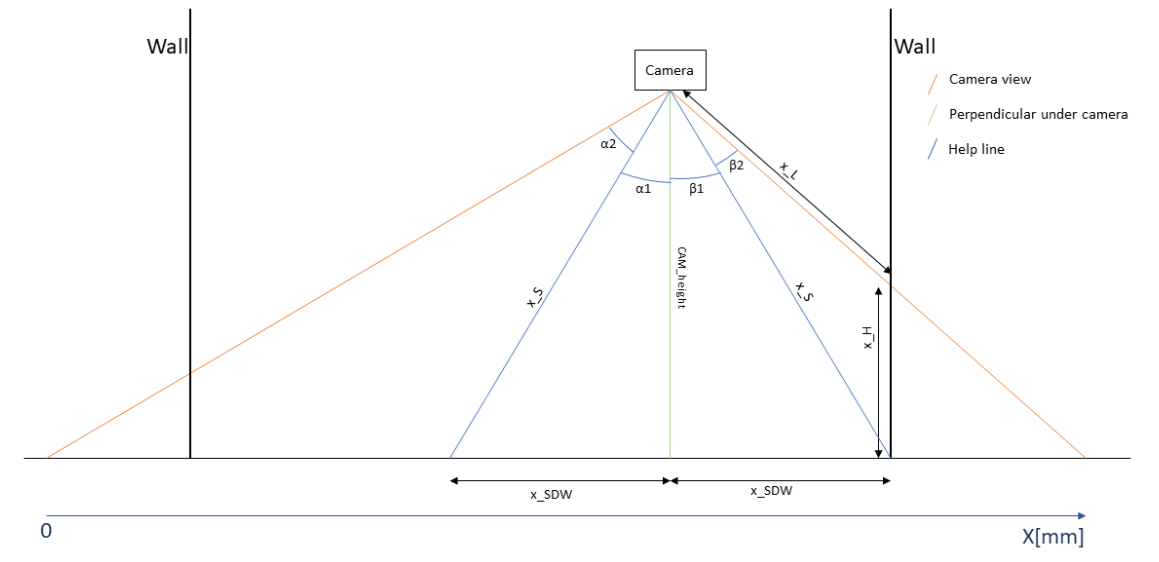 Wall
Wall
Camera
Camera view
Perpendicular under camera
Help line
α2
β2
x_L
α1
β1
CAM_height
x_S
x_S
H_x
x_SDW
x_SDW
0
X[mm]